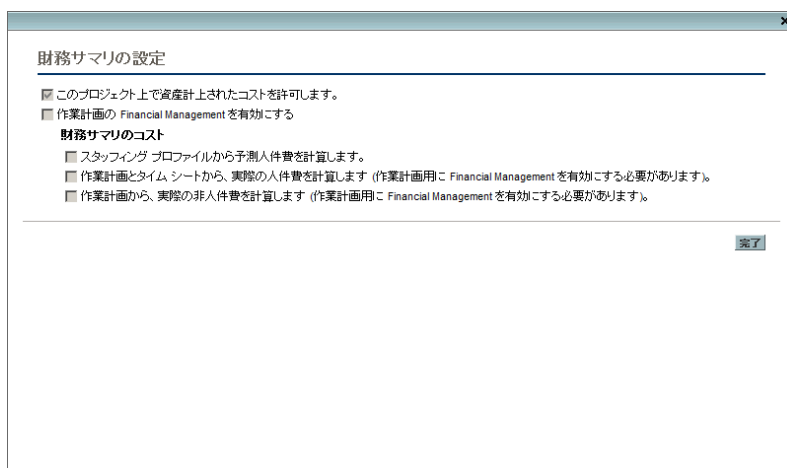 財務サマリの設定
このプロジェクト上で資産計上されたコストを許可します。
作業計画の Financial Management を有効にする
財務サマリのコスト
スタッフィング プロファイルから予測人件費を計算します。
作業計画とタイム シートから、実際の人件費を計算します (作業計画用に Financial Management を有効にする必要があります)。
作業計画から、実際の非人件費を計算します (作業計画用に Financial Management を有効にする必要があります)。
完了